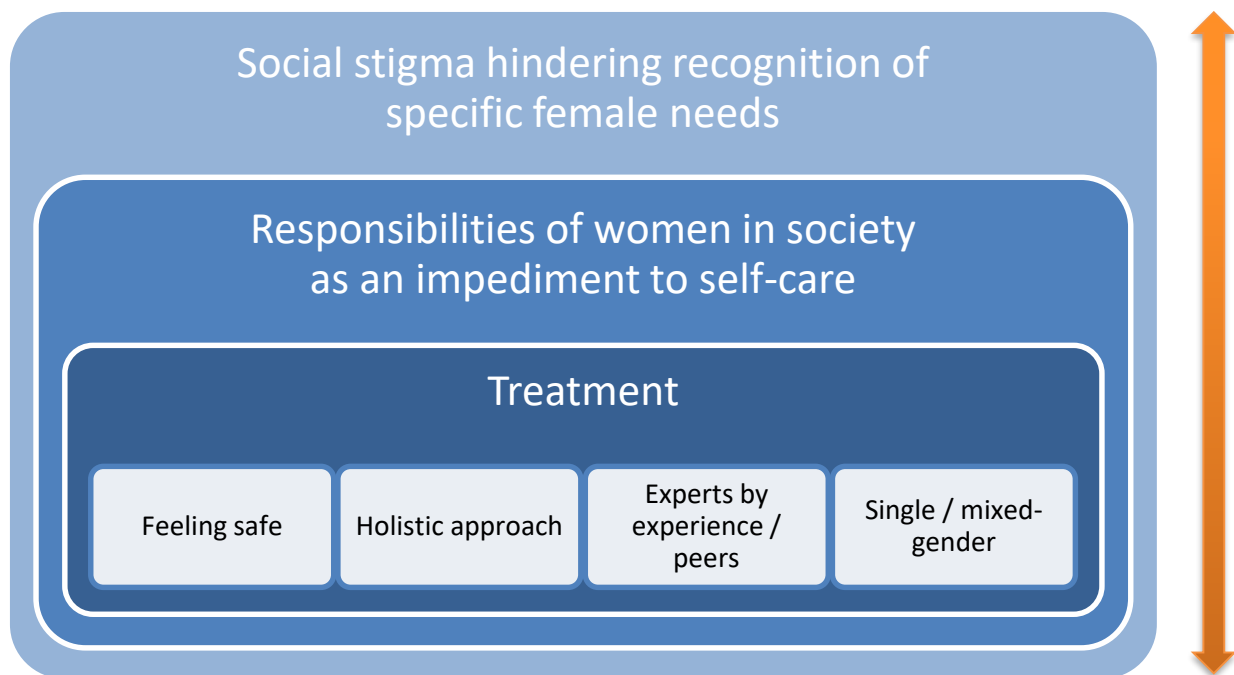 Social stigma hindering recognition of
specific female needs
Responsibilities of women in society
as an impediment to self-care
Treatment
Feeling safe
Holistic approach
Experts by
experience /
peers
Single / mixed-
gender